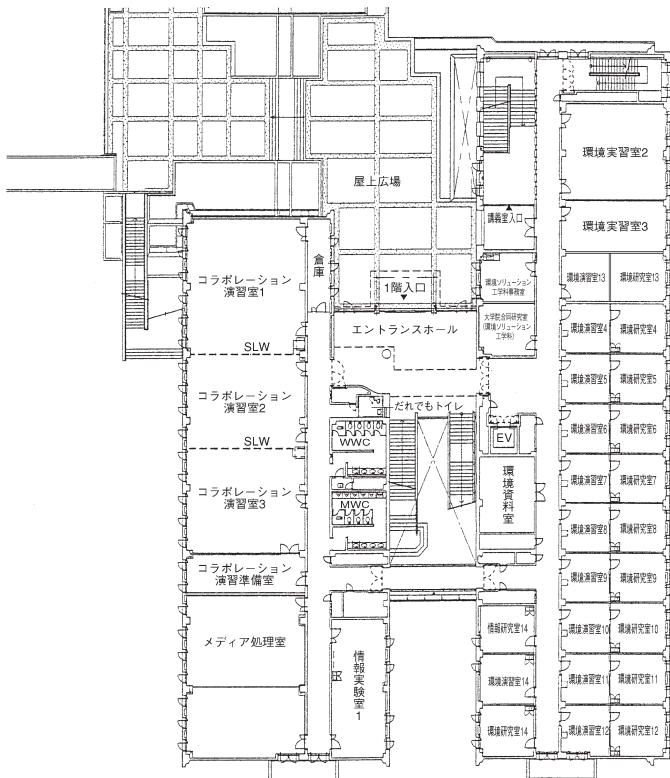 屋上広場
環境実習室2
環境実習室3
講義室入口
倉庫
コラボレーション
演習室1
1階入口
エントランスホール
環境ソリューション
工学科事務室
大学院合同研究室
(環境ソリューション
工学科)
環境演習室13
環境研究室13
環境演習室4
環境研究室4
SLW
環境演習室5
環境研究室5
コラボレーション
演習室2
だれでもトイレ
環境演習室6
環境研究室6
WWC
EV
SLW
環境資料室
環境演習室7
環境研究室7
コラボレーション
演習室3
MWC
環境演習室8
環境研究室8
コラボレーション
演習準備室
環境演習室9
環境研究室9
メディア処理室
情報実験室1
情報研究室14
環境演習室10
環境研究室10
環境演習室14
環境演習室11
環境研究室11
環境研究室14
環境演習室12
環境研究室12